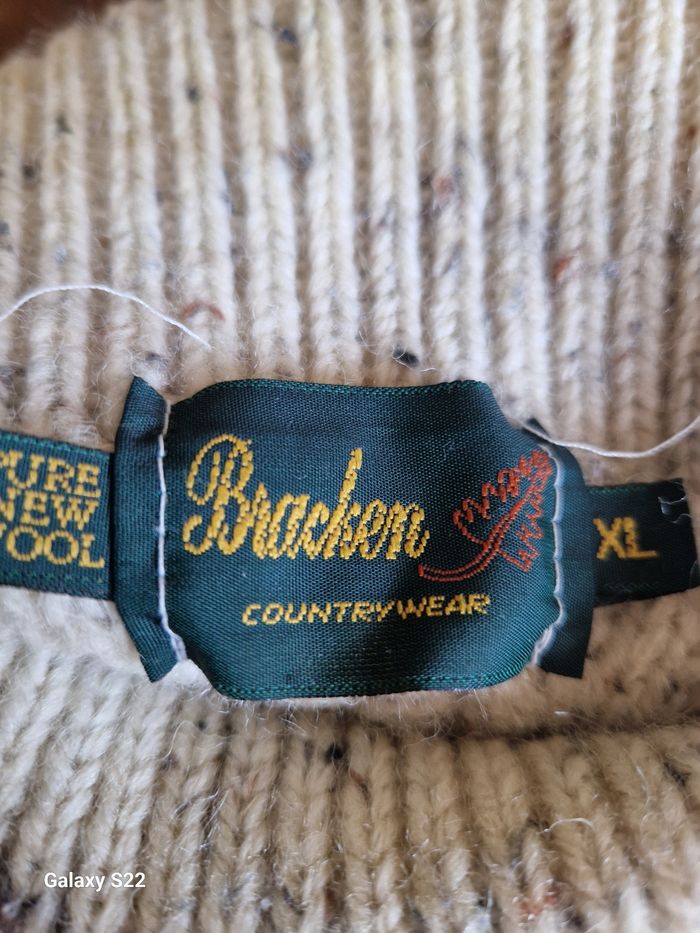 PURE
NEW
WOOL
Bracken
COUNTRYWEAR
XL
Galaxy S22